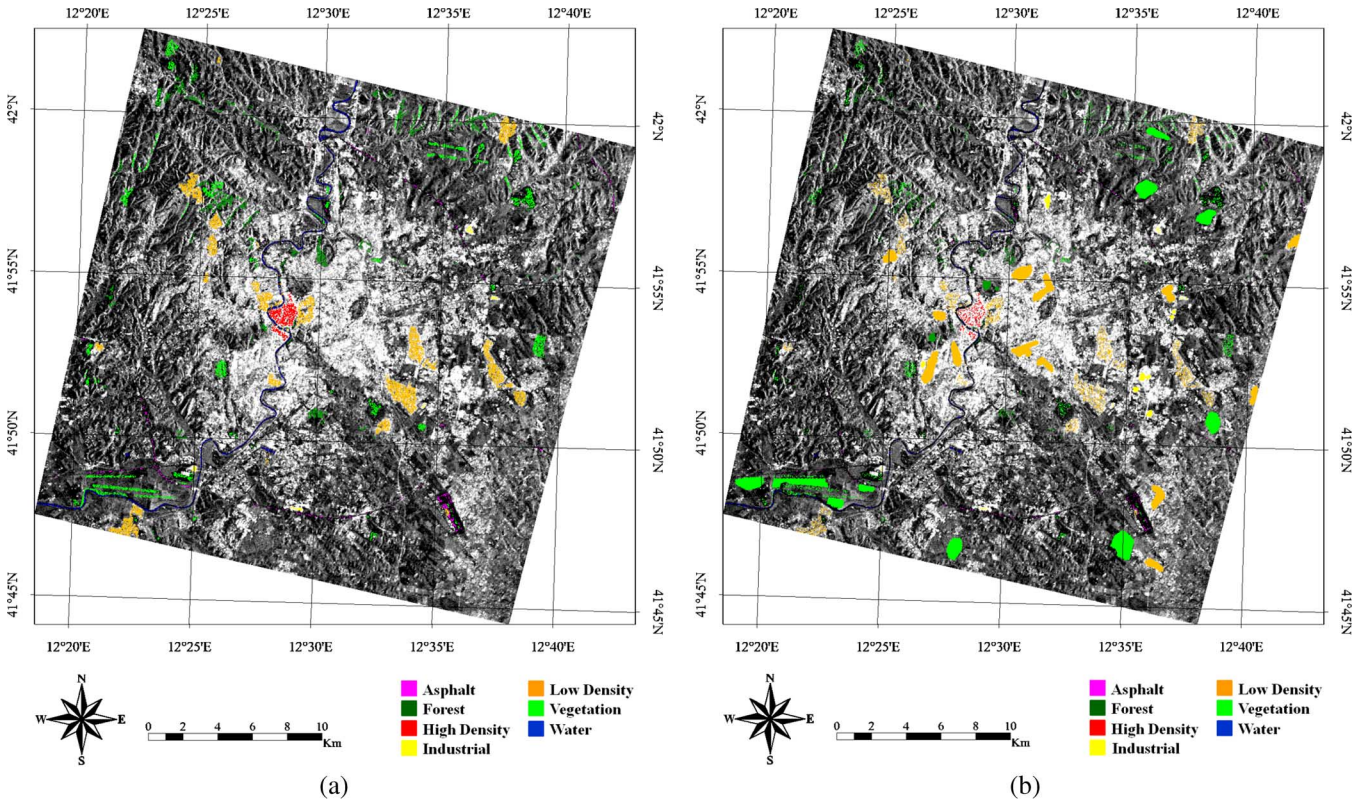 12°20'E 12°25'E 12°30'E 12°35'E 12°40'E
42°N 42°N
41°55'N 41°55'N
41°50'N 41°50'N
41°45'N 41°45'N
12°20'E 12°25'E 12°30'E 12°35'E 12°40'E
N
W E
S
0 2 4 6 8 10
Km
Asphalt Low Density
Forest Vegetation
High Density Water
Industrial
(a)
12°20'E 12°25'E 12°30'E 12°35'E 12°40'E
42°N 42°N
41°55'N 41°55'N
41°50'N 41°50'N
41°45'N 41°45'N
12°20'E 12°25'E 12°30'E 12°35'E 12°40'E
N
W E
S
0 2 4 6 8 10
Km
Asphalt Low Density
Forest Vegetation
High Density Water
Industrial
(b)